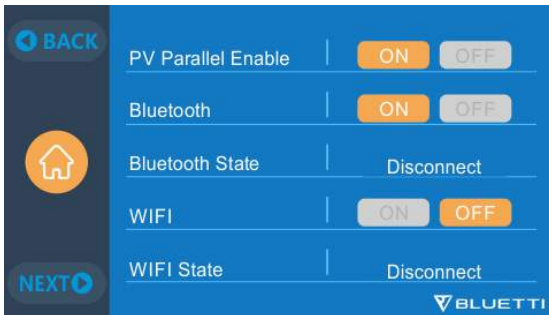 BACK
PV Parallel Enable ON OFF
Bluetooth ON OFF
Bluetooth State Disconnect
WIFI ON OFF
WIFI State Disconnect
NEXT
BLUETTI